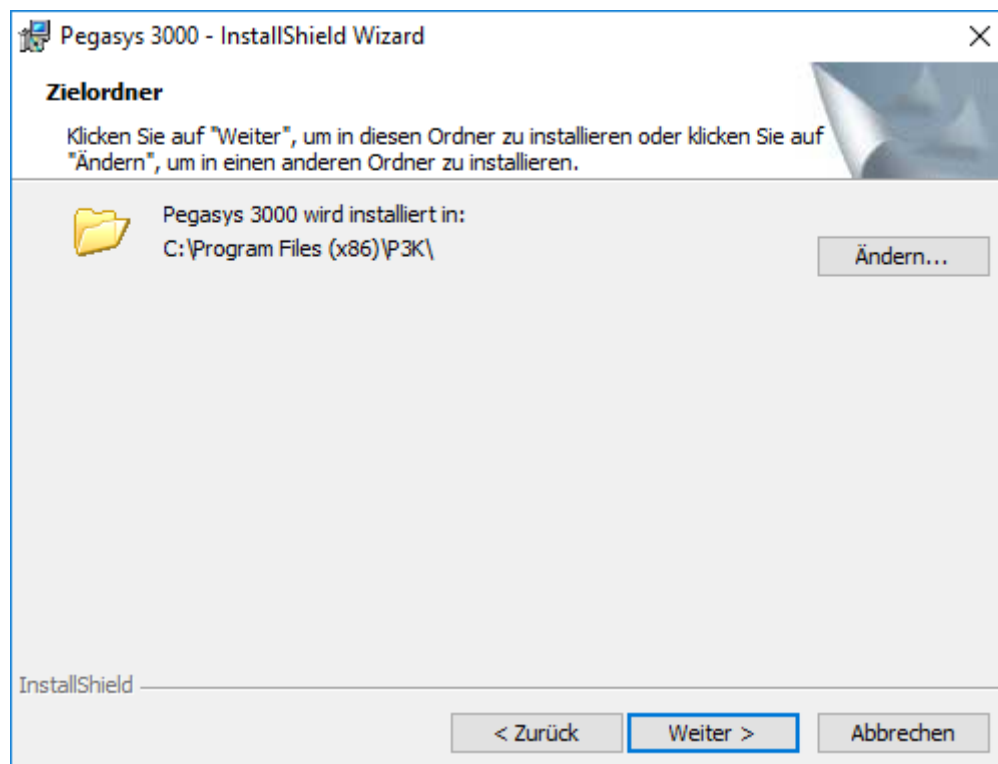 Pegasys 3000 - InstallShield Wizard
Zielordner
Klicken Sie auf "Weiter", um in diesen Ordner zu installieren oder klicken Sie auf
"Ändern", um in einen anderen Ordner zu installieren.
Pegasys 3000 wird installiert in:
C:\Program Files (x86)\P3K\
Ändern...
InstallShield
< Zurück
Weiter >
Abbrechen